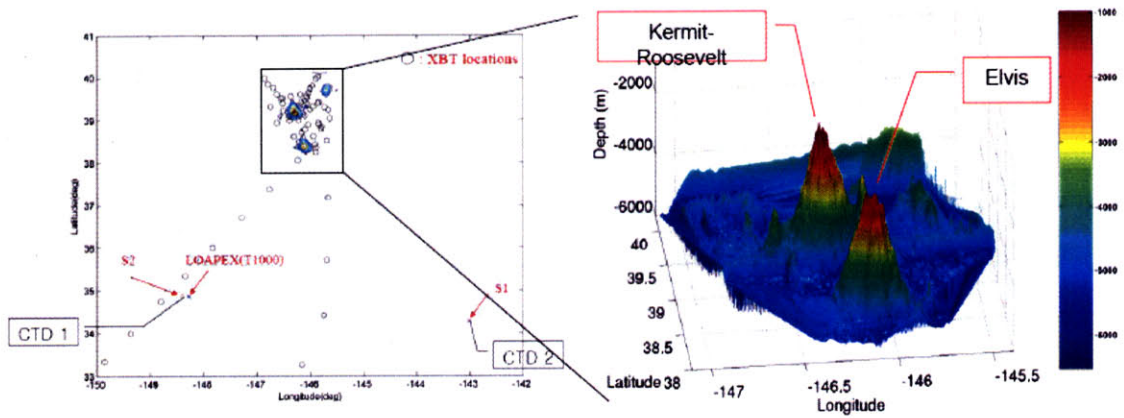 41
40
39
38
37
36
35
34
33
Latitude(deg)
-150
-149
-148
-147
-146
-145
-144
-143
-142
Longitude(deg)
: XBT locations
S2
LOAPEX(T1000)
S1
CTD 1
CTD 2
Kermit-
Roosevelt
Elvis
Depth (m)
-2000
-4000
-6000
40
39.5
39
38.5
Latitude 38
-147
-146.5
-146
-145.5
Longitude
-1000
-2000
-3000
-4000
-5000
-6000